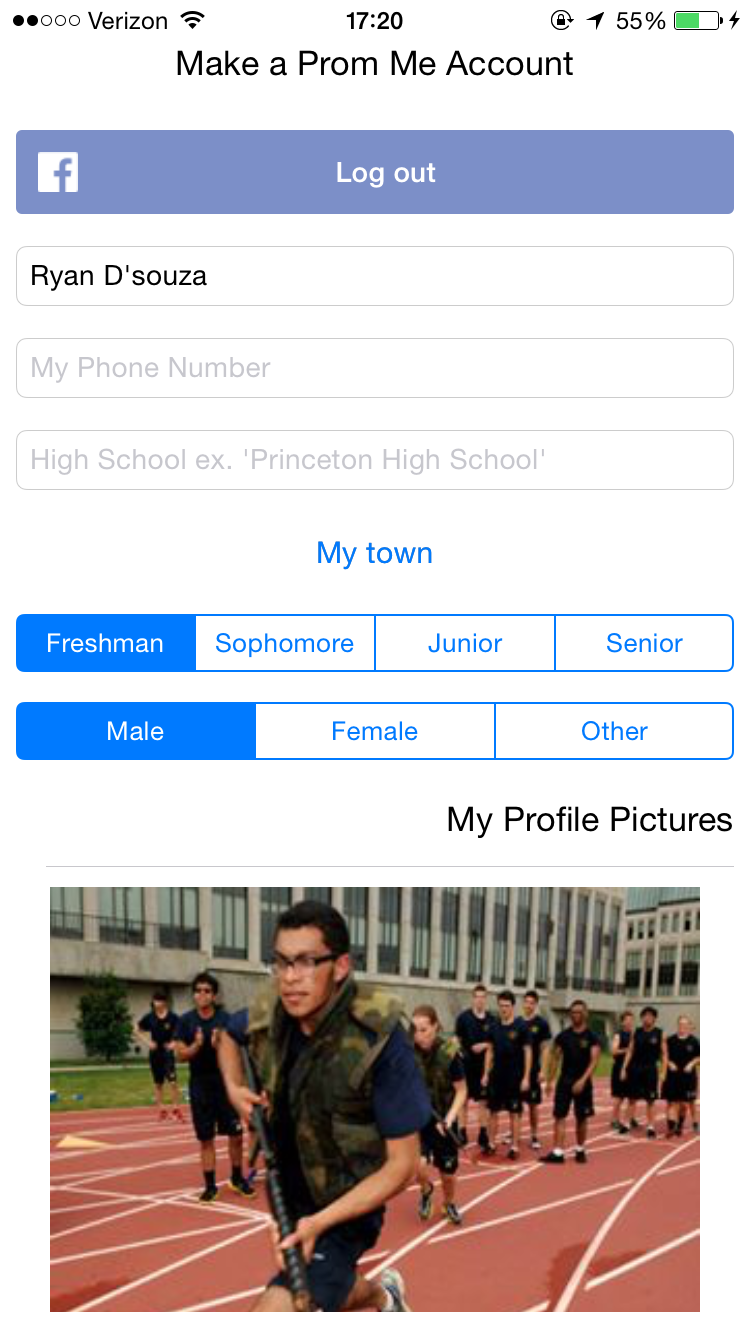 Verizon 17:20 55%
Make a Prom Me Account
f Log out
Ryan D'souza
My Phone Number
High School ex. 'Princeton High School'
My town
Freshman Sophomore Junior Senior
Male Female Other
My Profile Pictures